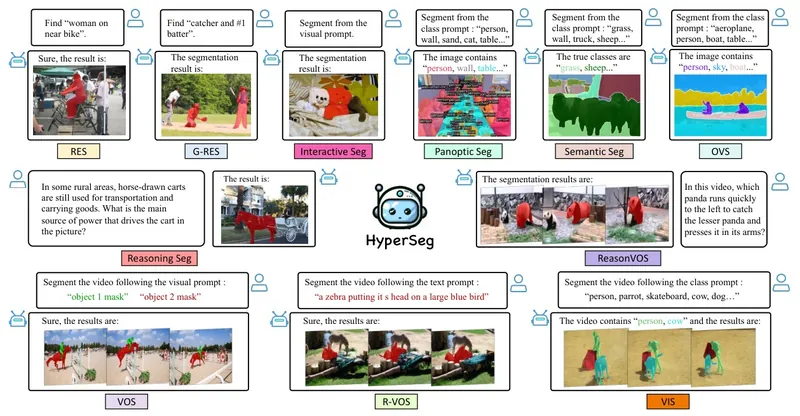 Find “woman on
near bike”.
Sure, the result is:
RES
Find “catcher and #1
batter”.
The segmentation
result is:
G-RES
Segment from the
visual prompt.
The segmentation
result is:
Interactive Seg
Segment from the
class prompt : “person,
wall, sand, cat, table...”
The image contains
“person, wall, table...”
Panoptic Seg
Segment from the
class prompt: “grass,
wall, truck, sheep...”
The true classes are
“grass, sheep...”
Semantic Seg
Segment from the class
prompt : “aeroplane,
person, boat, table...”
The image contains
“person, sky, boat...”
OVS
In some rural areas, horse-drawn carts
are still used for transportation and
carrying goods. What is the main
source of power that drives the cart in
the picture?
The result is:
Reasoning Seg
HyperSeg
The segmentation results are:
In this video, which
panda runs quickly
to the left to catch
the lesser panda and
presses it in its arms?
ReasonVOS
Segment the video following the visual prompt :
“object 1 mask” “object 2 mask”
Sure, the results are:
VOS
Segment the video following the text prompt :
“a zebra putting it s head on a large blue bird”
Sure, the results are:
R-VOS
Segment the video following the class prompt :
“person, parrot, skateboard, cow, dog…”
The video contains “person, cow” and the results are:
VIS